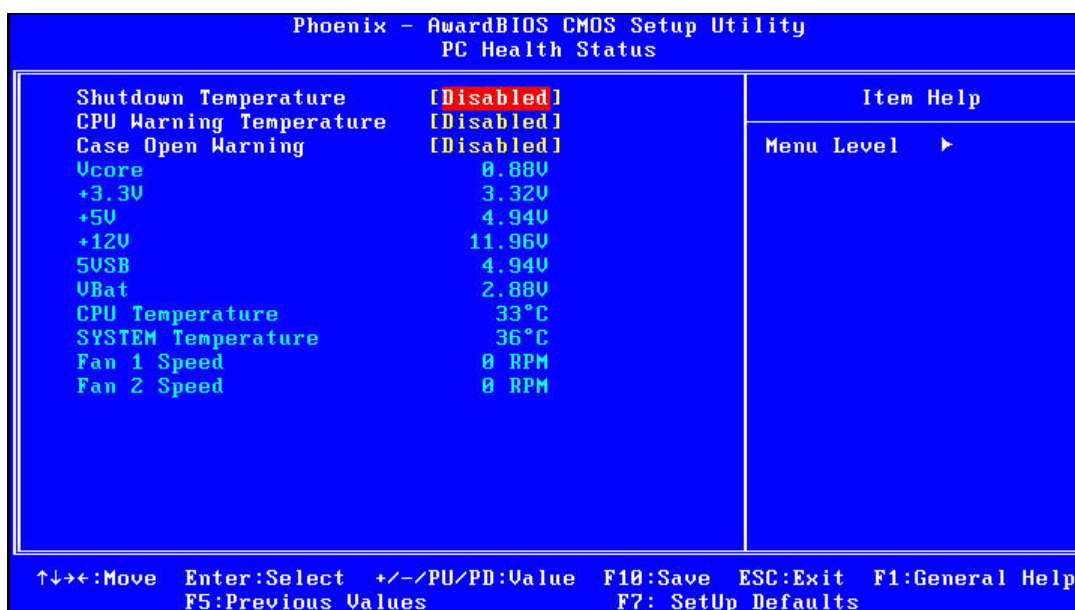 Phoenix - AwardBIOS CMOS Setup Utility
PC Health Status
Shutdown Temperature [Disabled]
CPU Warning Temperature [Disabled]
Case Open Warning [Disabled]
Vcore 0.88V
+3.3V 3.32V
+5V 4.94V
+12V 11.96V
5VSB 4.94V
VBat 2.88V
CPU Temperature 33°C
SYSTEM Temperature 36°C
Fan 1 Speed 0 RPM
Fan 2 Speed 0 RPM
Item Help
Menu Level ►
↑↓→←:Move Enter:Select +/-/PU/PD:Value F10:Save ESC:Exit F1:General Help
F5:Previous Values F7: SetUp Defaults